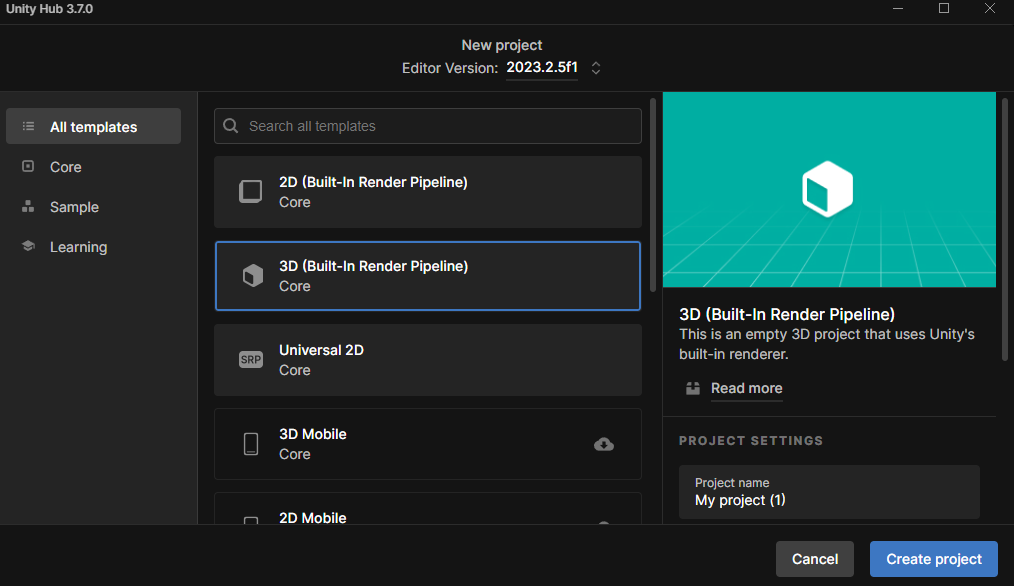 Unity Hub 3.7.0
New project
Editor Version: 2023.2.5f1
All templates
Core
Sample
Learning
Search all templates
2D (Built-In Render Pipeline)
Core
3D (Built-In Render Pipeline)
Core
SRP
Universal 2D
Core
3D Mobile
Core
2D Mobile
3D (Built-In Render Pipeline)
This is an empty 3D project that uses Unity's
built-in renderer.
Read more
PROJECT SETTINGS
Project name
My project (1)
Cancel
Create project